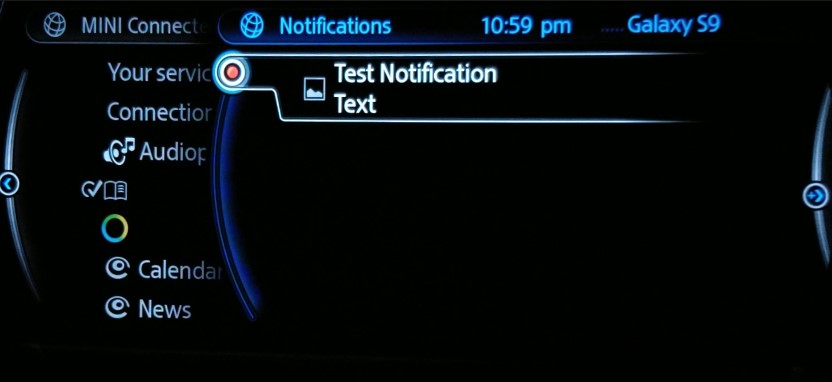 MINI Connecte
Notifications
10:59 pm
Galaxy S9
Your servic
Test Notification
Text
Connection
Audiop
Calendar
News